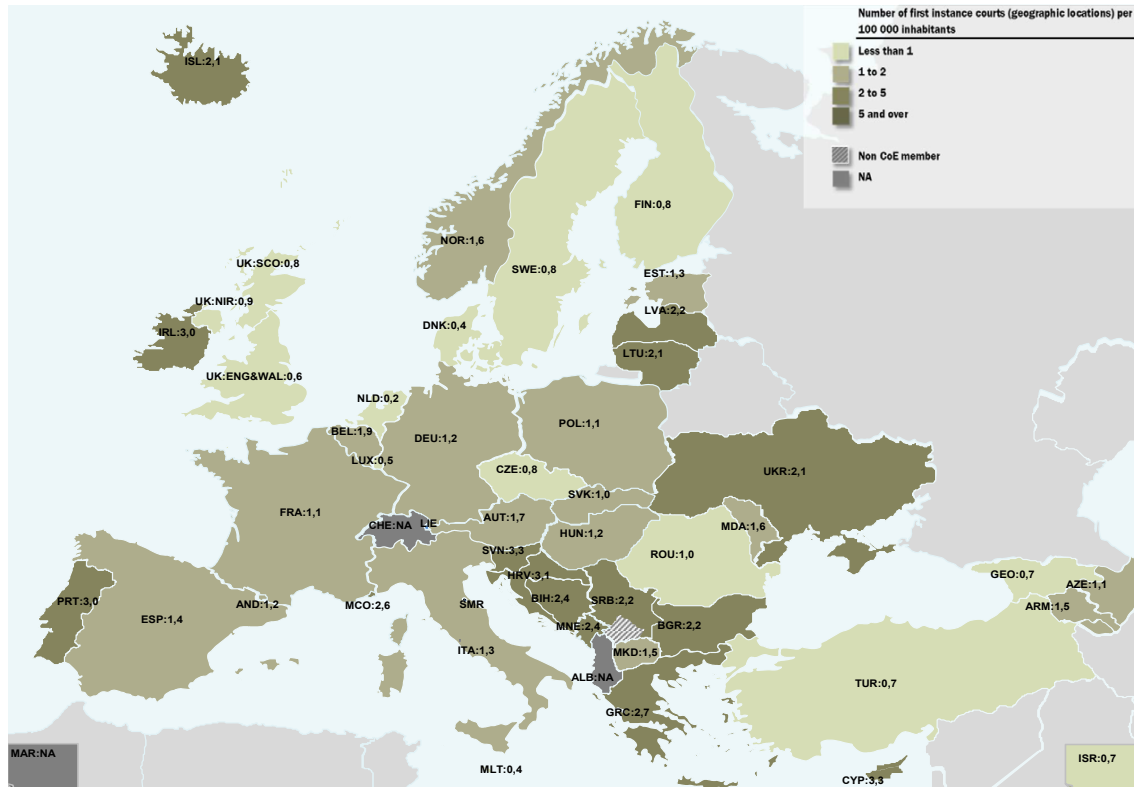 Number of first instance courts (geographic locations) per
100 000 inhabitants
Less than 1
1 to 2
2 to 5
5 and over
Non CoE member
NA
ISL:2,1
FIN:0,8
NOR:1,6
UK:SCO:0,8
SWE:0,8
EST:1,3
UK:NIR:0,9
LVA:2,2
DNK:0,4
IRL:3,0
LTU:2,1
UK:ENG&WAL:0,6
NLD:0,2
POL:1,1
BEL:1,9
DEU:1,2
LUX:0,5
CZE:0,8
UKR:2,1
SVK:1,0
FRA:1,1
AUT:1,7
CHE:NA
LIE
MDA:1,6
HUN:1,2
SVN:3,3
ROU:1,0
GEO:0,7
HRV:3,1
AZE:1,1
PRT:3,0
AND:1,2
MCO:2,6
SMR
BIH:2,4
SRB:2,2
ARM:1,5
ESP:1,4
MNE:2,4
BGR:2,2
ITA:1,3
MKD:1,5
ALB:NA
TUR:0,7
GRC:2,7
MAR:NA
ISR:0,7
MLT:0,4
CYP:3,3